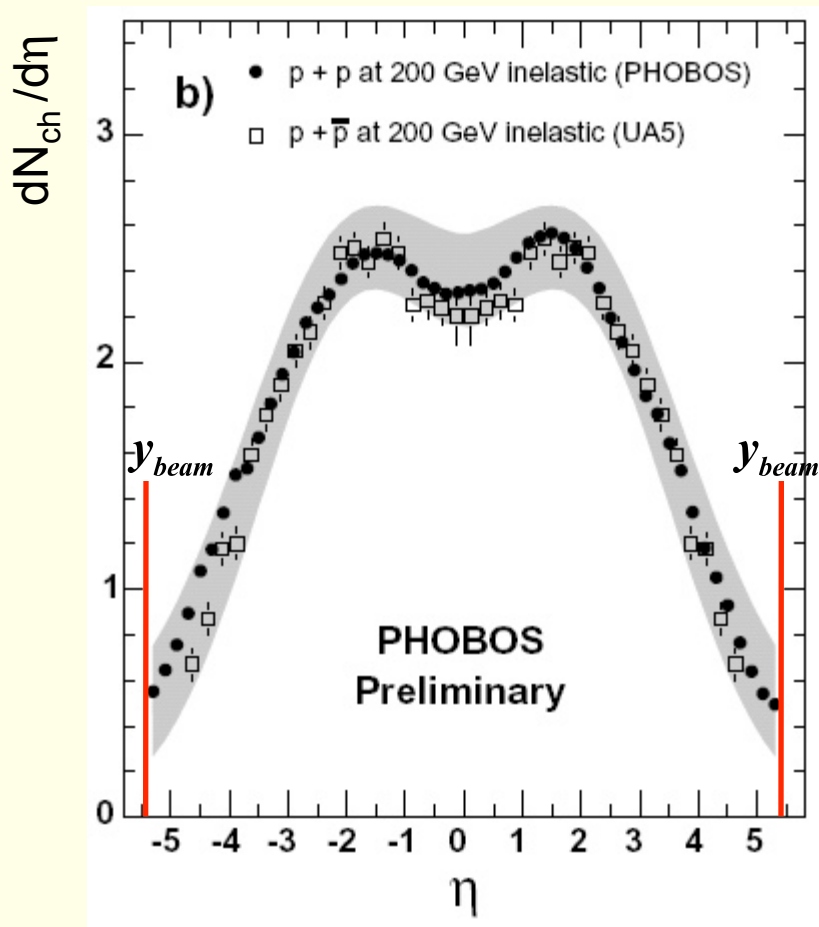 dN_ch /dη
b)
● p + p at 200 GeV inelastic (PHOBOS)
□ p + p̅ at 200 GeV inelastic (UA5)
3
2
y_beam y_beam
1
PHOBOS
Preliminary
0
-5 -4 -3 -2 -1 0 1 2 3 4 5
η